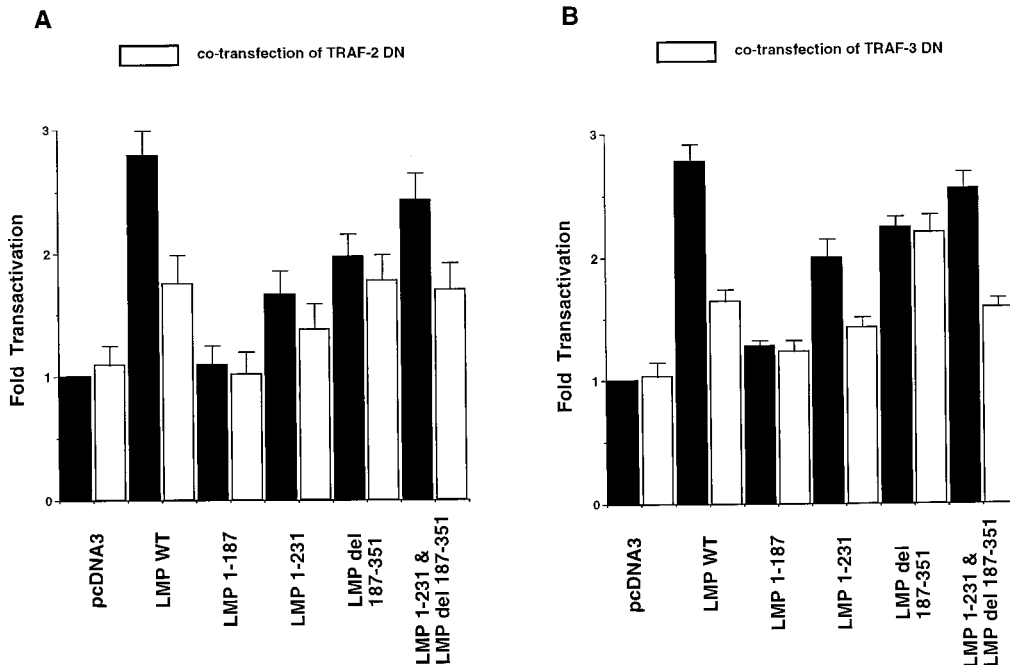 A
co-transfection of TRAF-2 DN
Fold Transactivation
3
2
1
0
pcDNA3
LMP WT
LMP 1-187
LMP 1-231
LMP del
187-351
LMP 1-231 &
LMP del 187-351
B
co-transfection of TRAF-3 DN
Fold Transactivation
3
2
1
0
pcDNA3
LMP WT
LMP 1-187
LMP 1-231
LMP del
187-351
LMP 1-231 &
LMP del 187-351